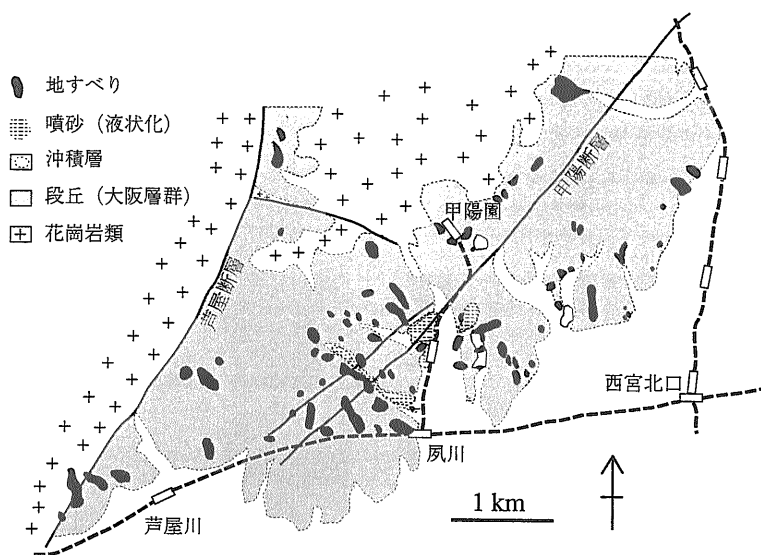 地すべり
噴砂（液状化）
沖積層
段丘（大阪層群）
花崗岩類
甲陽断層
甲陽園
芦屋断層
西宮北口
夙川
芦屋川
1 km